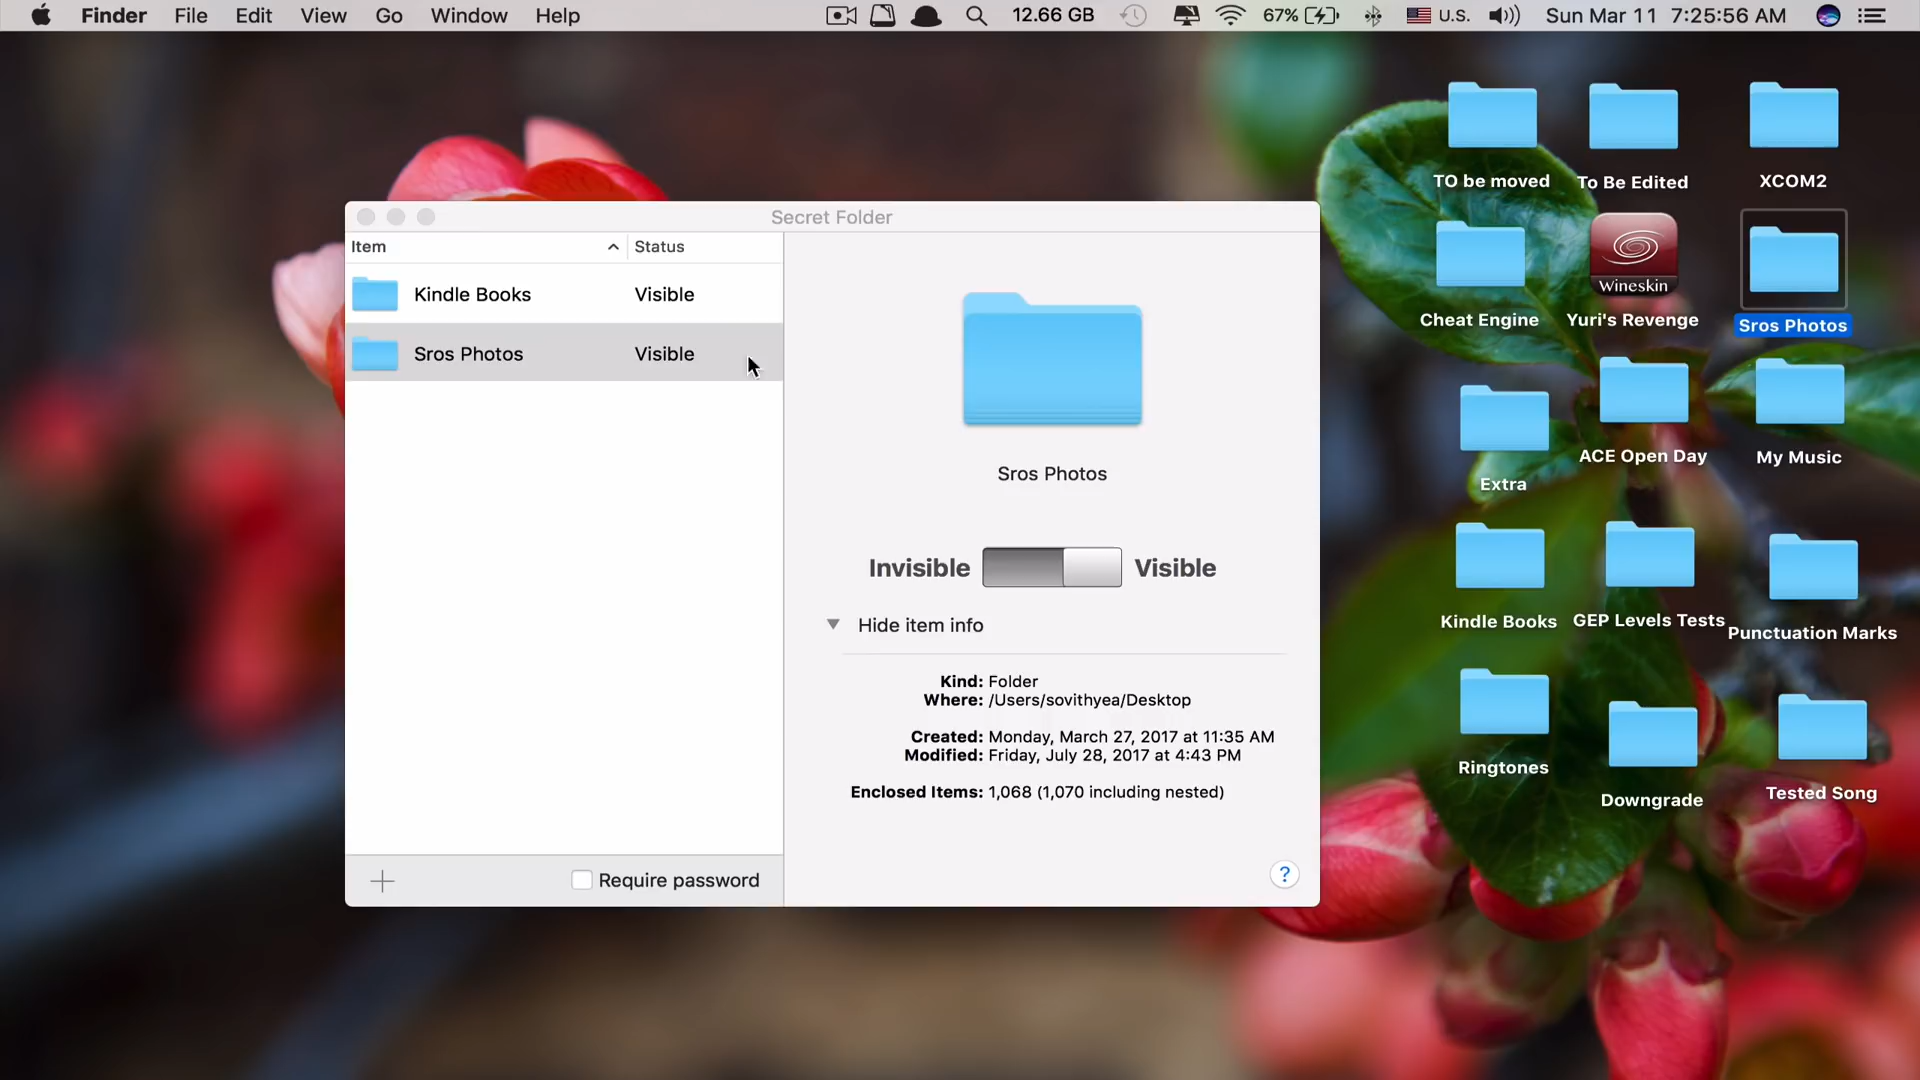 Finder File Edit View Go Window Help 12.66 GB 67% U.S. Sun Mar 11 7:25:56 AM
Secret Folder
Item Status
Kindle Books Visible
Sros Photos Visible
Require password
Sros Photos
Invisible Visible
Hide item info
Kind: Folder
Where: /Users/sovithyea/Desktop
Created: Monday, March 27, 2017 at 11:35 AM
Modified: Friday, July 28, 2017 at 4:43 PM
Enclosed Items: 1,068 (1,070 including nested)
?
TO be moved To Be Edited XCOM2
Wineskin
Cheat Engine Yuri's Revenge Sros Photos
Extra ACE Open Day My Music
Kindle Books GEP Levels Tests Punctuation Marks
Ringtones Downgrade Tested Song